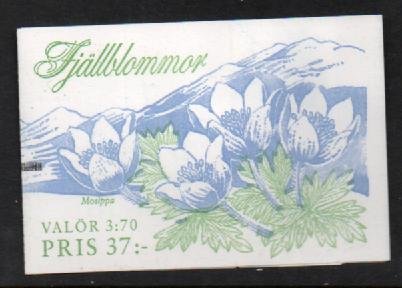 Fjällblommor
Mosippa
VALÖR 3:70
PRIS 37:-